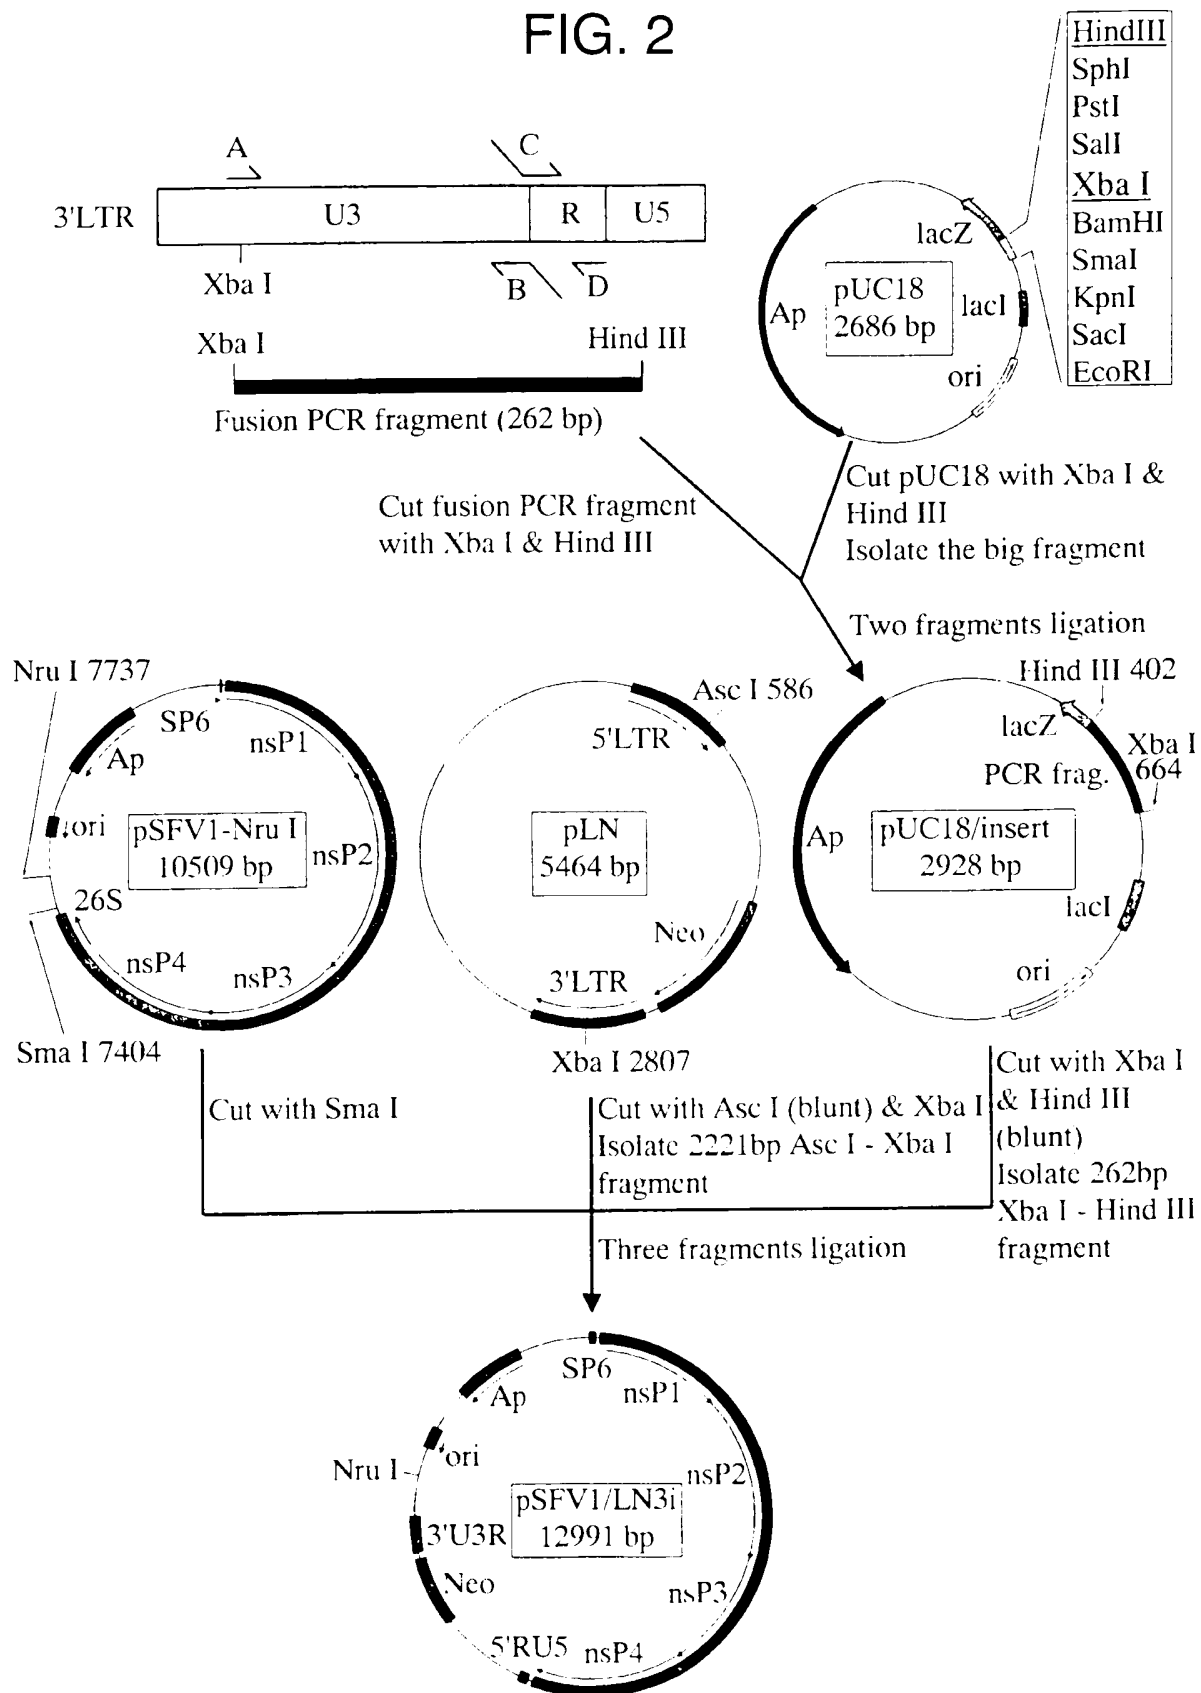 FIG. 2
HindIII
SphI
PstI
SalI
Xba I
BamHI
SmaI
KpnI
SacI
EcoRI
A
C
3'LTR
U3
R
U5
Xba I
B
D
Xba I
Hind III
Fusion PCR fragment (262 bp)
lacZ
pUC18
2686 bp
Ap
lacI
ori
Cut fusion PCR fragment
with Xba I & Hind III
Cut pUC18 with Xba I &
Hind III
Isolate the big fragment
Two fragments ligation
Nru I 7737
SP6
nsP1
Ap
ori
pSFV1-Nru I
10509 bp
nsP2
26S
nsP4
nsP3
Sma I 7404
Asc I 586
5'LTR
pLN
5464 bp
Neo
3'LTR
Xba I 2807
Hind III 402
lacZ
Xba I
664
PCR frag.
Ap
pUC18/insert
2928 bp
lacI
ori
Cut with Sma I
Cut with Asc I (blunt) & Xba I
Isolate 2221bp Asc I - Xba I
fragment
Cut with Xba I
& Hind III
(blunt)
Isolate 262bp
Xba I - Hind III
fragment
Three fragments ligation
SP6
nsP1
Ap
ori
Nru I
nsP2
pSFV1/LN3i
12991 bp
3'U3R
Neo
nsP3
5'RU5
nsP4